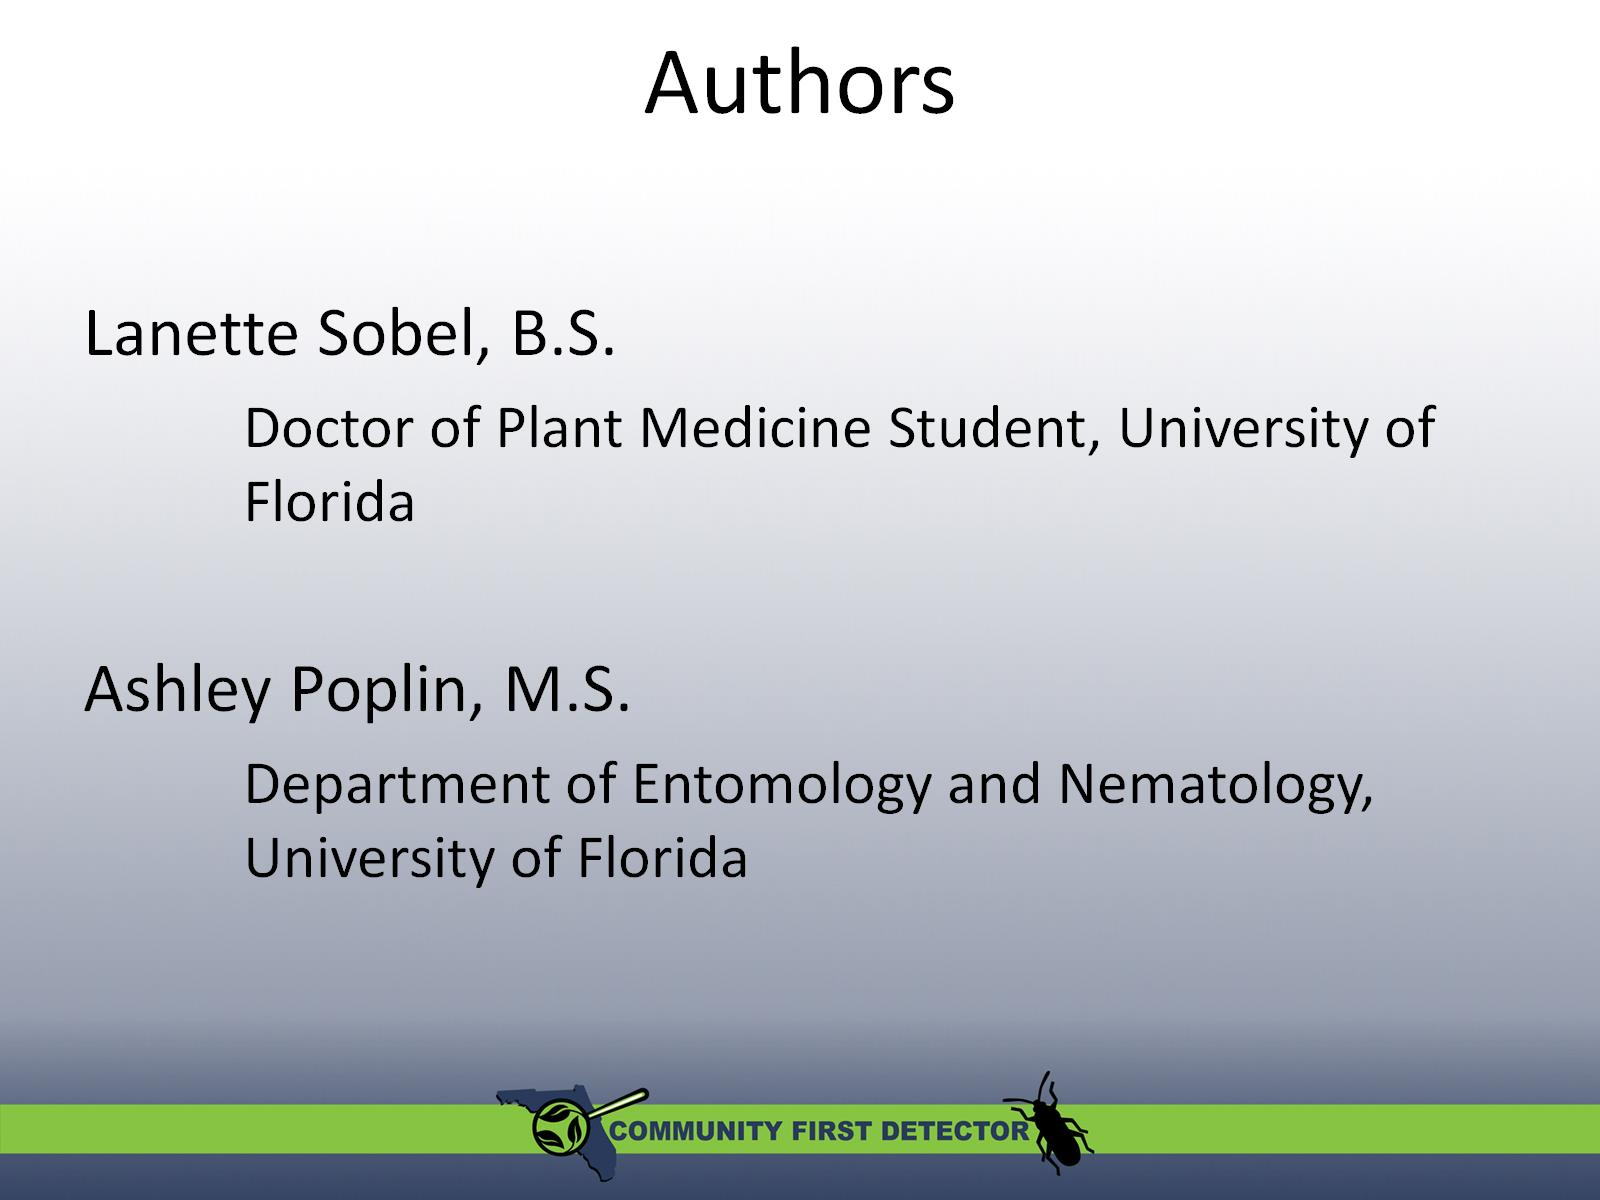 Authors
Lanette Sobel, B.S.
Doctor of Plant Medicine Student, University of
Florida
Ashley Poplin, M.S.
Department of Entomology and Nematology,
University of Florida
COMMUNITY FIRST DETECTOR